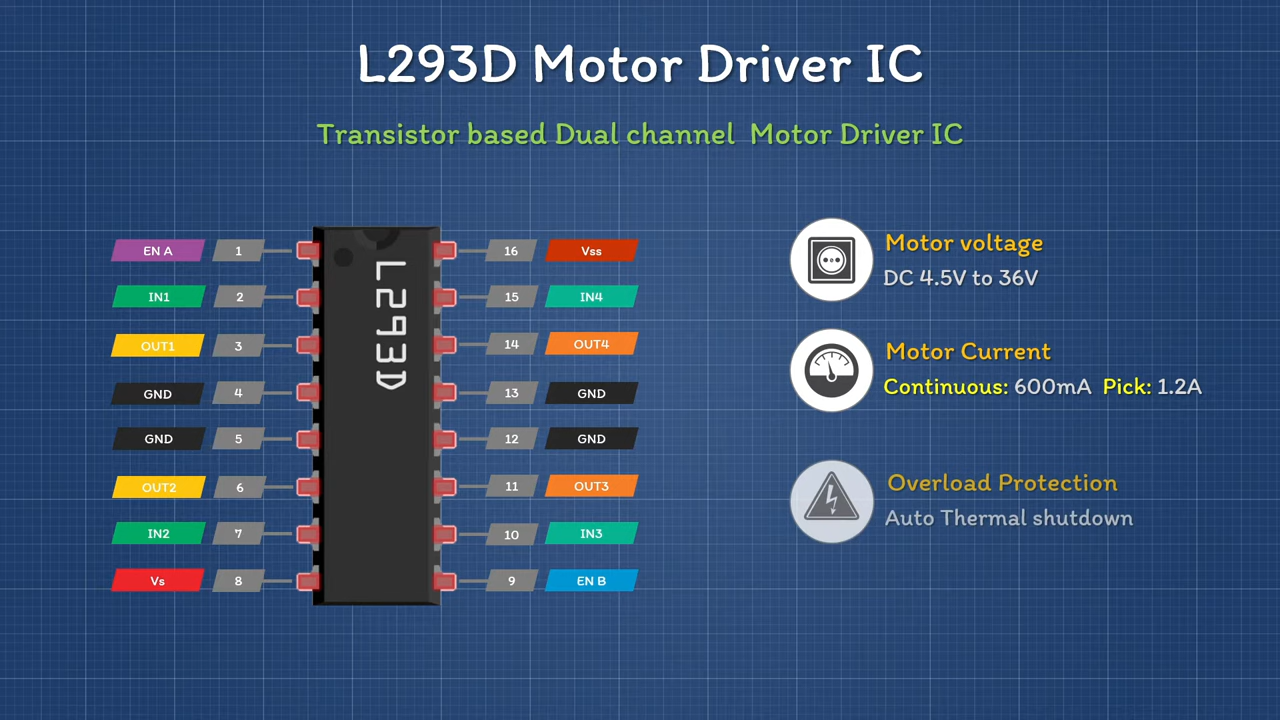 L293D Motor Driver IC
Transistor based Dual channel Motor Driver IC
EN A 1 16 Vss
IN1 2 15 IN4
OUT1 3 14 OUT4
GND 4 13 GND
GND 5 12 GND
OUT2 6 11 OUT3
IN2 7 10 IN3
Vs 8 9 EN B
L293D
Motor voltage
DC 4.5V to 36V
Motor Current
Continuous: 600mA Pick: 1.2A
Overload Protection
Auto Thermal shutdown